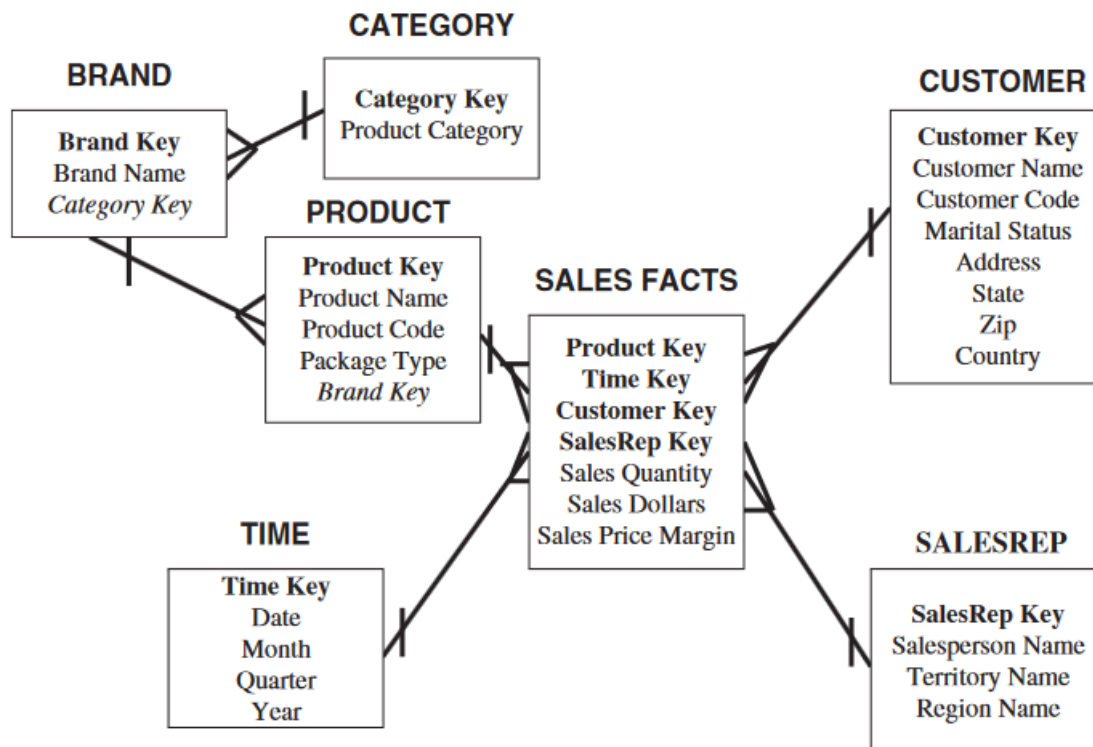 CATEGORY
Category Key
Product Category
BRAND
Brand Key
Brand Name
Category Key
PRODUCT
Product Key
Product Name
Product Code
Package Type
Brand Key
SALES FACTS
Product Key
Time Key
Customer Key
SalesRep Key
Sales Quantity
Sales Dollars
Sales Price Margin
CUSTOMER
Customer Key
Customer Name
Customer Code
Marital Status
Address
State
Zip
Country
TIME
Time Key
Date
Month
Quarter
Year
SALESREP
SalesRep Key
Salesperson Name
Territory Name
Region Name